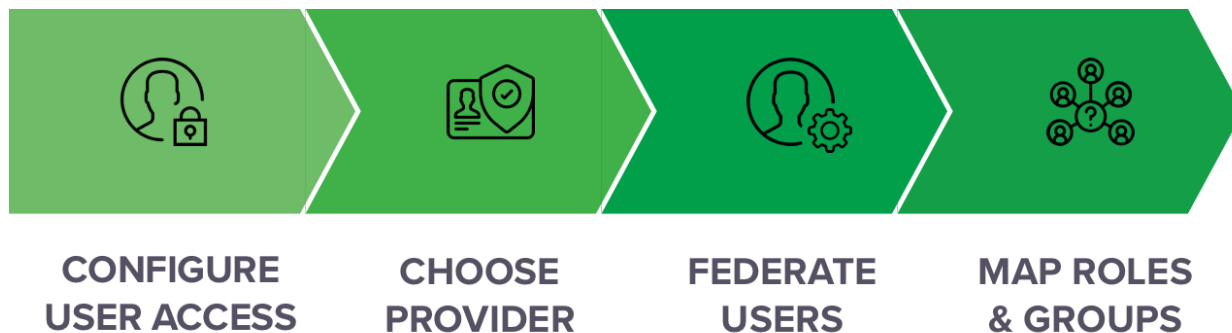 CONFIGURE
USER ACCESS
CHOOSE
PROVIDER
FEDERATE
USERS
MAP ROLES
& GROUPS
?